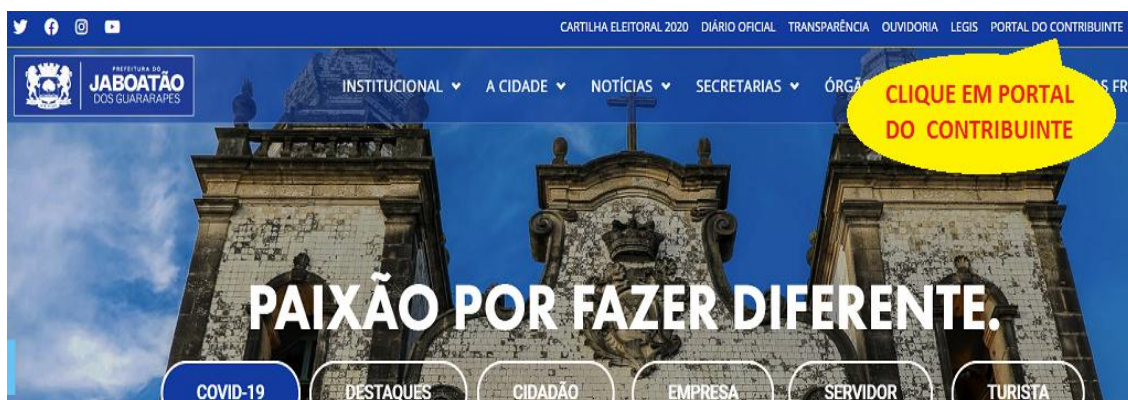 CARTILHA ELEITORAL 2020 DIÁRIO OFICIAL TRANSPARÊNCIA OUVIDORIA LEGIS PORTAL DO CONTRIBUINTE
PREFEITURA DO
JABOATÃO
DOS GUARARAPES
INSTITUCIONAL A CIDADE NOTÍCIAS SECRETARIAS
CLIQUE EM PORTAL
DO CONTRIBUINTE
PAIXÃO POR FAZER DIFERENTE.
COVID-19 DESTAQUES CIDADÃO EMPRESA SERVIDOR TURISTA